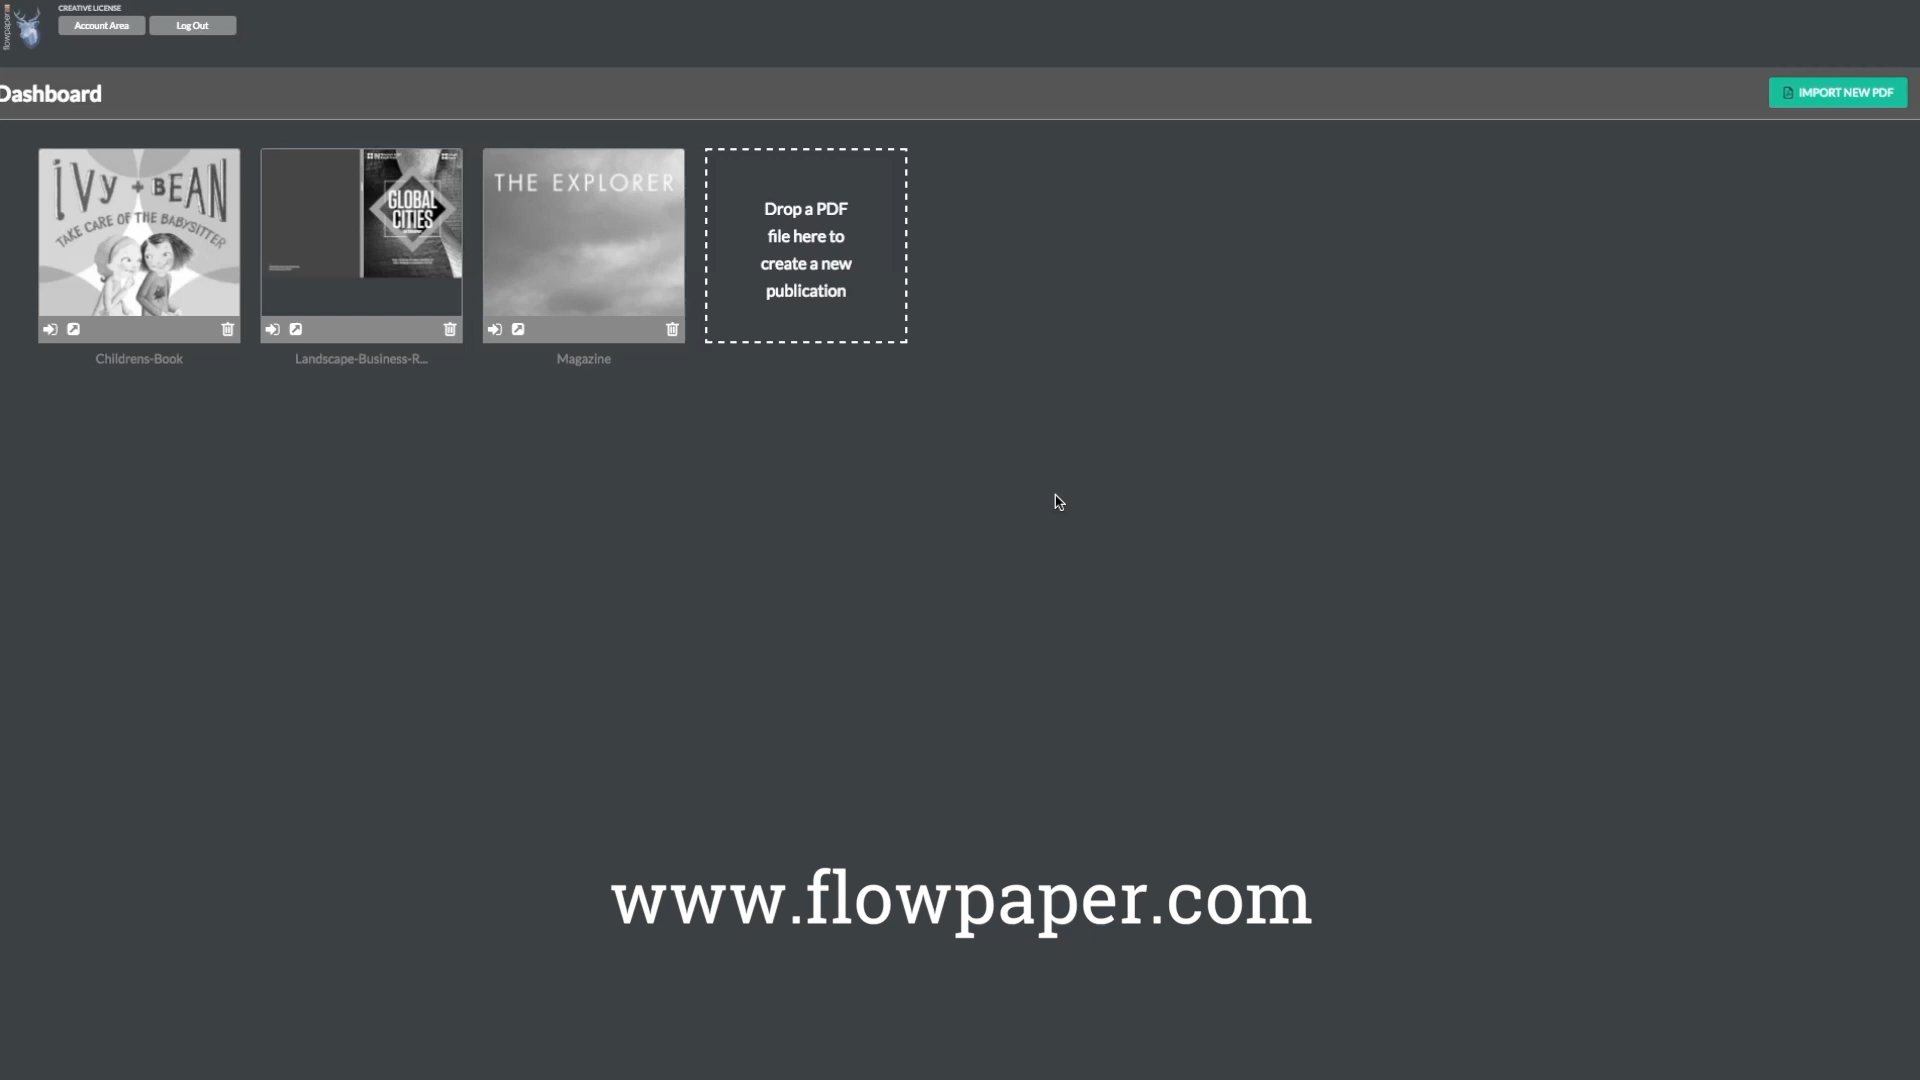 flowpaper
CREATIVE LICENSE
Account Area
Log Out
Dashboard
IMPORT NEW PDF
iVy + BEAN
TAKE CARE OF THE BABYSITTER
GLOBAL
CITIES
THE EXPLORER
Drop a PDF
file here to
create a new
publication
Childrens-Book
Landscape-Business-R...
Magazine
www.flowpaper.com